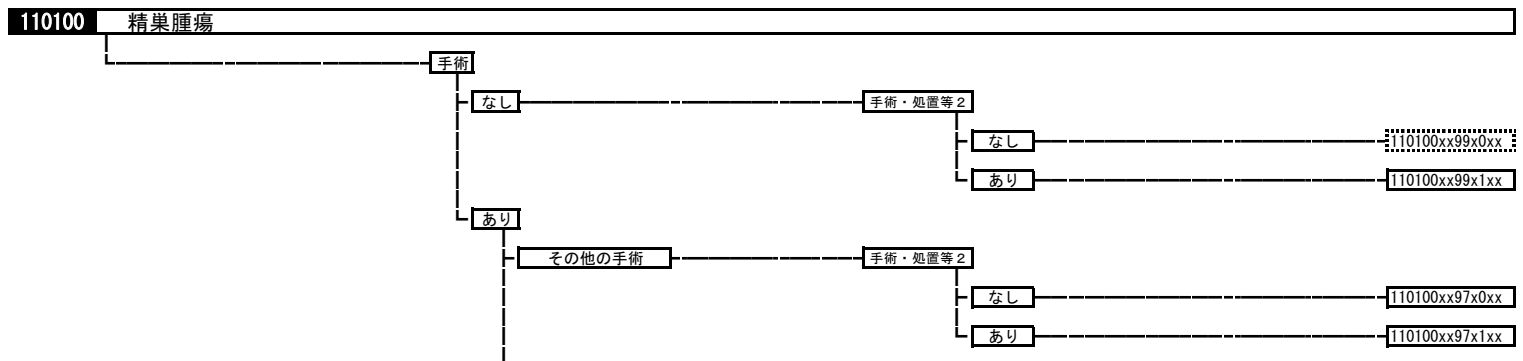 110100 精巣腫瘍
手術
なし 手術・処置等2
なし 110100xx99x0xx
あり 110100xx99x1xx
あり
その他の手術 手術・処置等2
なし 110100xx97x0xx
あり 110100xx97x1xx